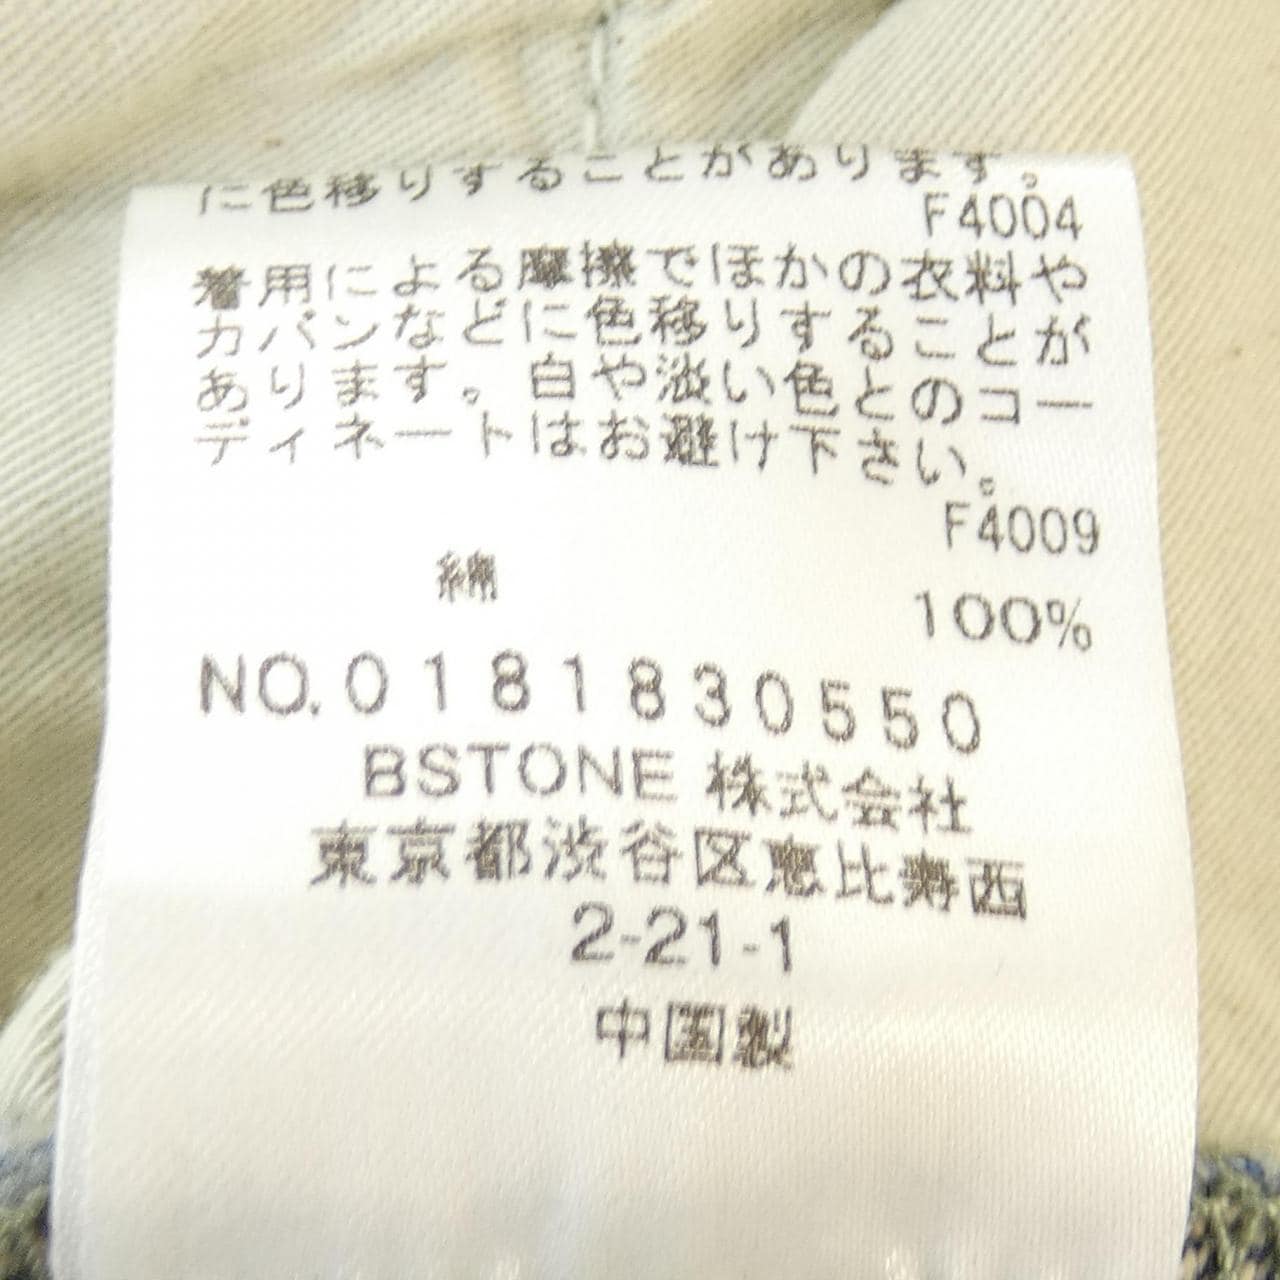 に色移りすることがあります。
F4004
着用による摩擦でほかの衣料や
カバンなどに色移りすることが
あります。白や淡い色とのコー
ディネートはお避け下さい。
F4009
綿 100%
NO.0181830550
BSTONE 株式会社
東京都渋谷区恵比寿西
2-21-1
中国製